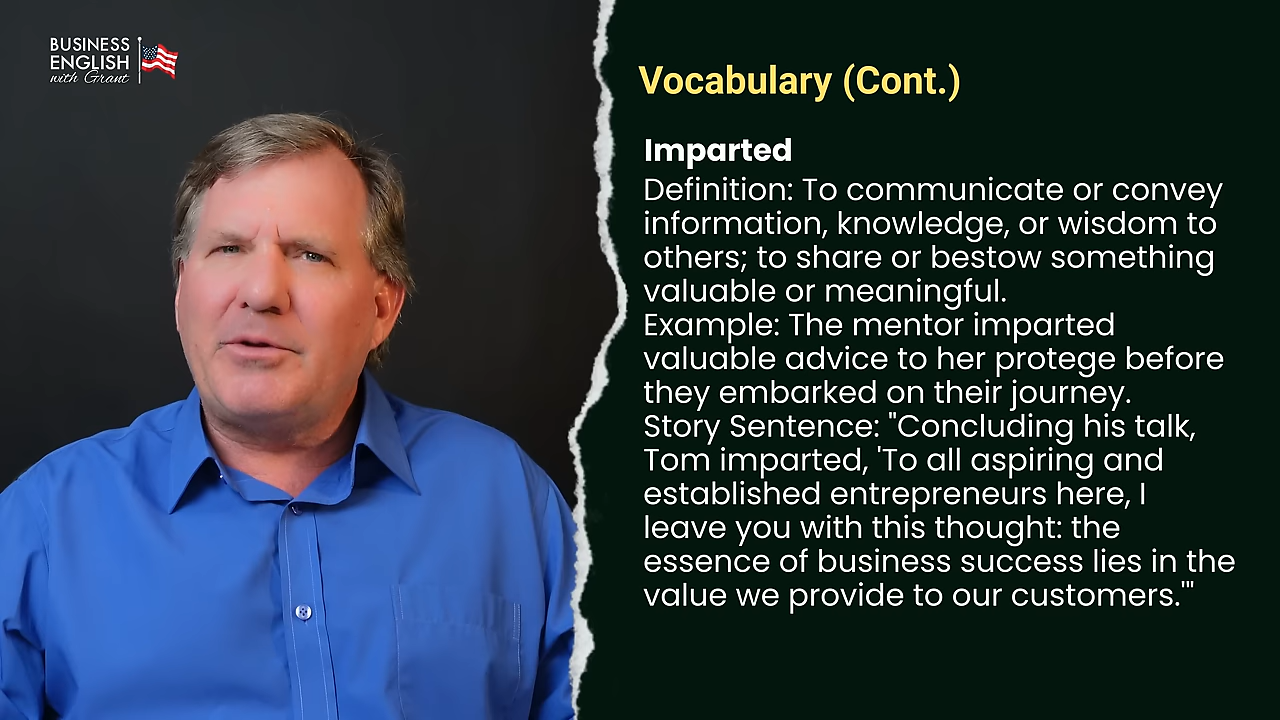 BUSINESS
ENGLISH
with Grant
Vocabulary (Cont.)
Imparted
Definition: To communicate or convey
information, knowledge, or wisdom to
others; to share or bestow something
valuable or meaningful.
Example: The mentor imparted
valuable advice to her protege before
they embarked on their journey.
Story Sentence: "Concluding his talk,
Tom imparted, 'To all aspiring and
established entrepreneurs here, I
leave you with this thought: the
essence of business success lies in the
value we provide to our customers.'"